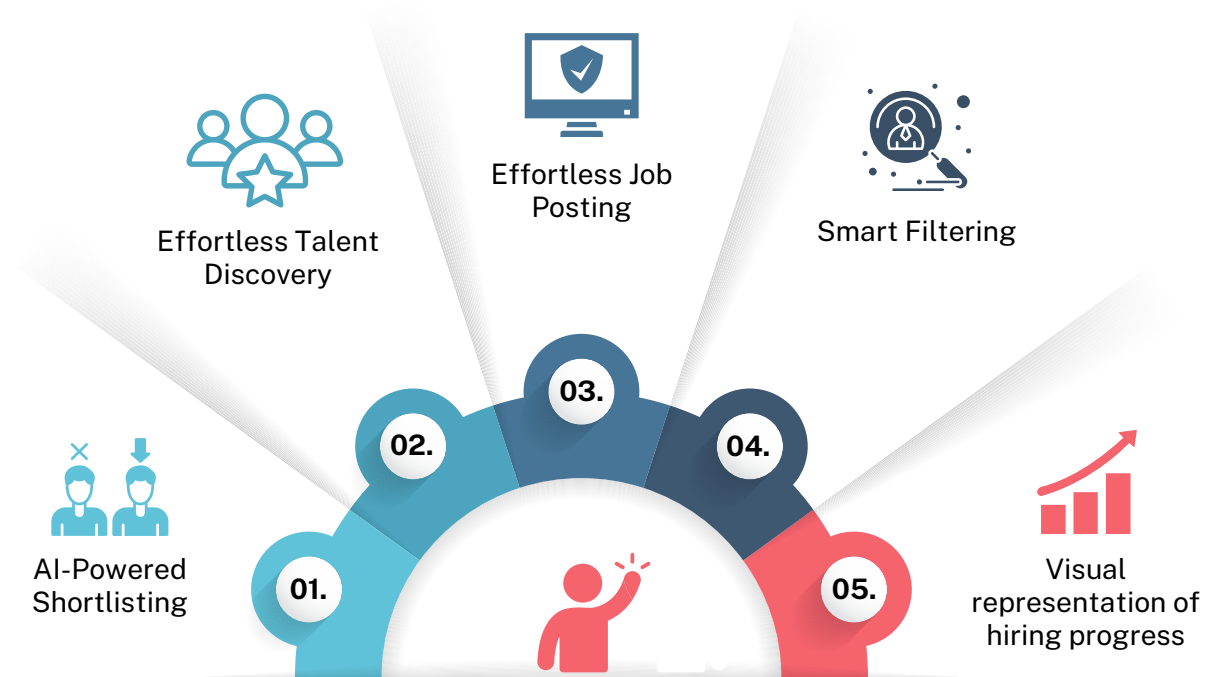 AI-Powered
Shortlisting
01.
Effortless Talent
Discovery
02.
Effortless Job
Posting
03.
Smart Filtering
04.
Visual
representation of
hiring progress
05.